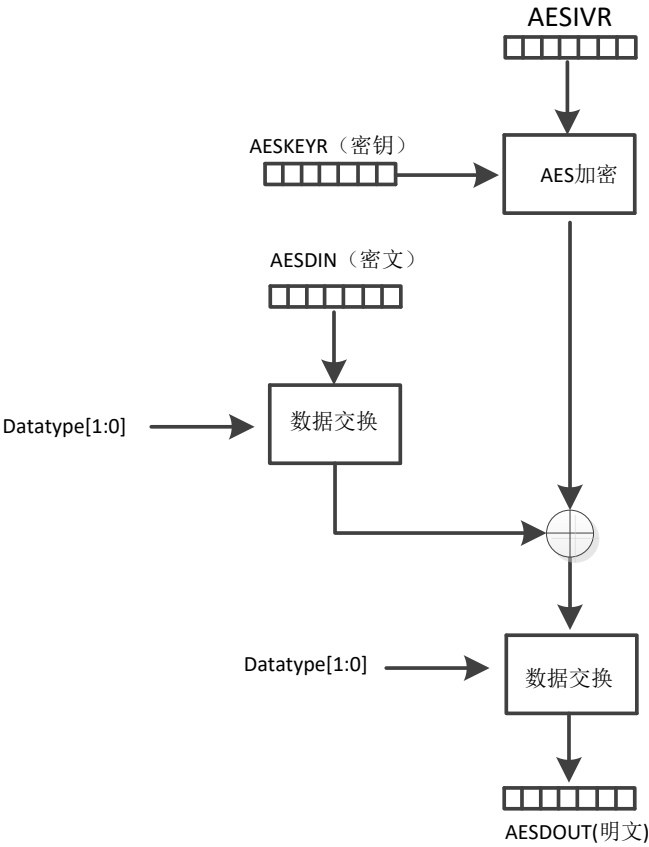 AESIVR
AESKEYR（密钥）
AES加密
AESDIN（密文）
Datatype[1:0]
数据交换
Datatype[1:0]
数据交换
AESDOUT(明文)